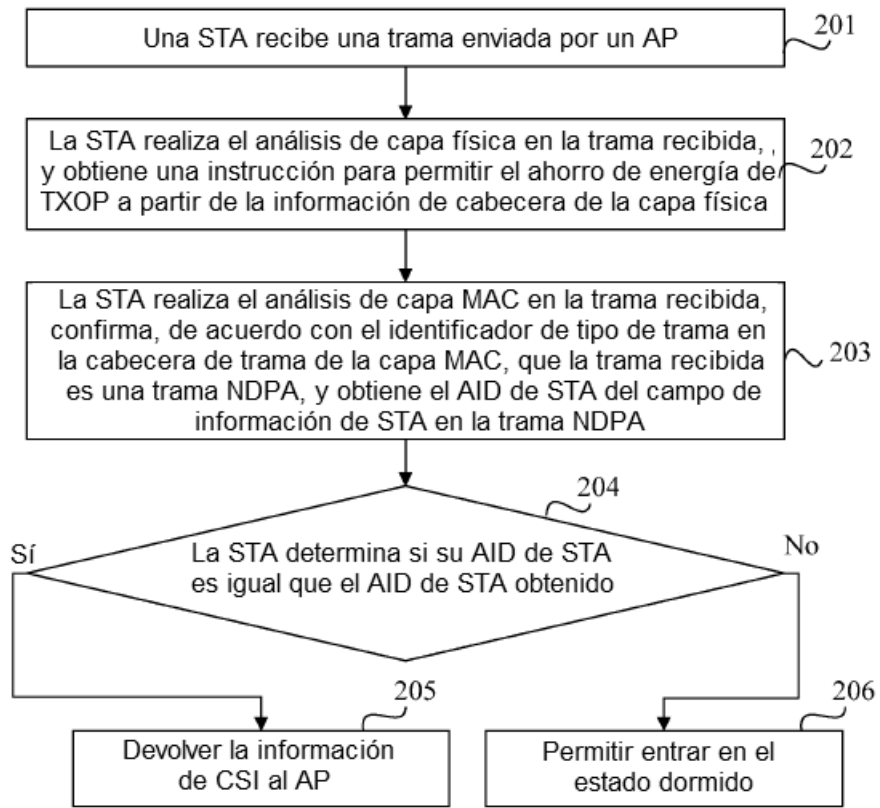 Una STA recibe una trama enviada por un AP
201
La STA realiza el análisis de capa física en la trama recibida, ,
y obtiene una instrucción para permitir el ahorro de energía de
TXOP a partir de la información de cabecera de la capa física
202
La STA realiza el análisis de capa MAC en la trama recibida,
confirma, de acuerdo con el identificador de tipo de trama en
la cabecera de trama de la capa MAC, que la trama recibida
es una trama NDPA, y obtiene el AID de STA del campo de
información de STA en la trama NDPA
203
204
Sí
La STA determina si su AID de STA
es igual que el AID de STA obtenido
No
205
Devolver la información
de CSI al AP
206
Permitir entrar en el
estado dormido